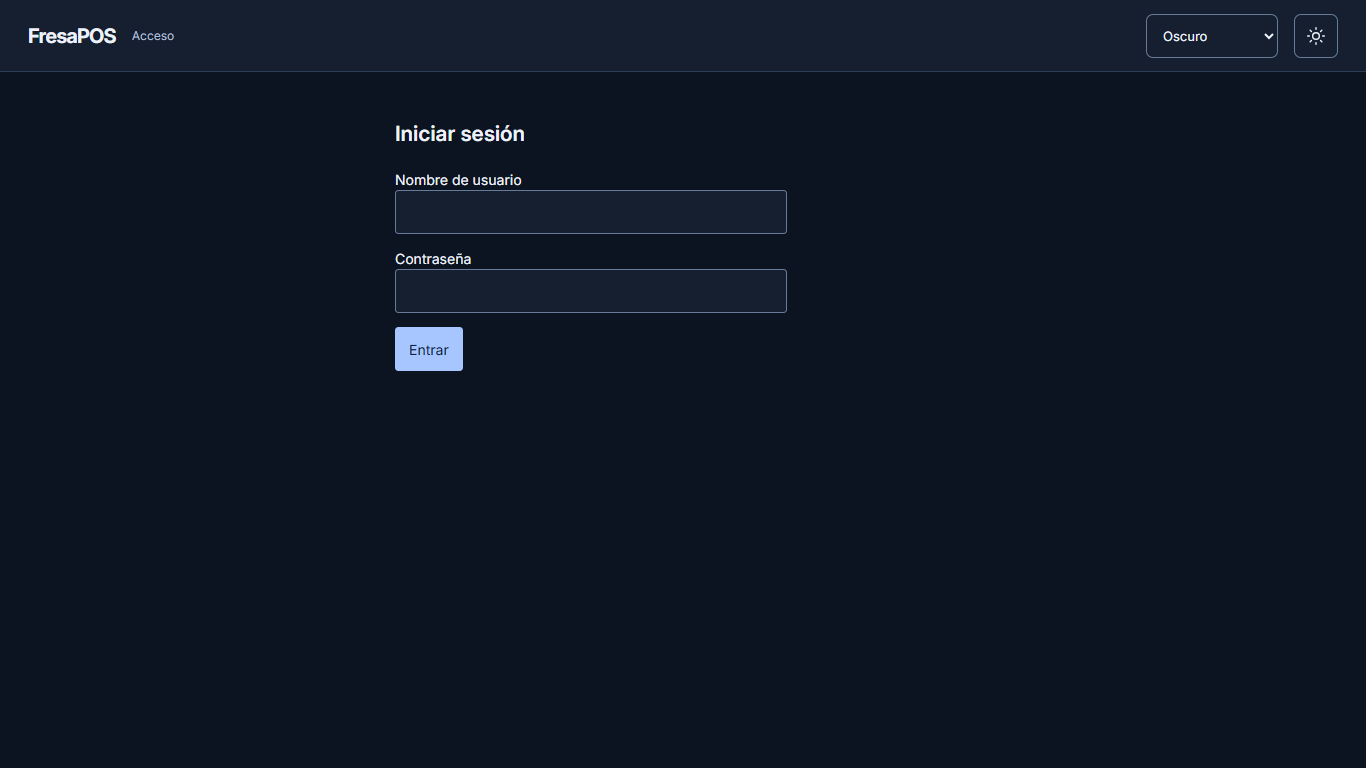 FresaPOS Acceso Oscuro
Iniciar sesión
Nombre de usuario
Contraseña
Entrar